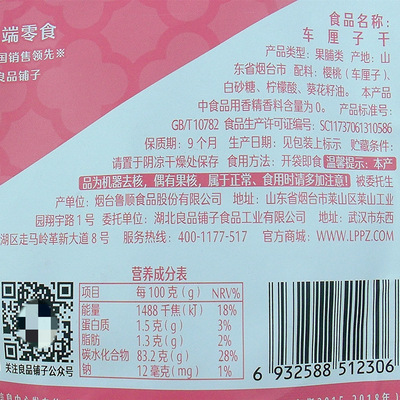 端零食
国销售领先※
良品铺子
食品名称:
车厘子干
产品类型: 果脯类 产地: 山
东省烟台市 配料: 樱桃 (车厘子)、
白砂糖、柠檬酸、葵花籽油。 本产品
中食用香精香料含量为0。 产品标准号:
GB/T10782 食品生产许可证编号: SC11737061310586
保质期: 9个月 生产日期: 见包装上标示 贮藏条件:
请置于阴凉干燥处保存 食用方法: 开袋即食 温馨提示: 本产
品为机器去核, 偶有果核, 属于正常、食用时请多加注意! 被委托生
产单位: 烟台鲁顺食品股份有限公司 地址: 山东省烟台市莱山区莱山工业
园翔宇路1号 委托单位: 湖北良品铺子食品工业有限公司 地址: 武汉市东西
湖区走马岭革新大道8号 服务热线: 400-1177-517 官方商城: WWW.LPPZ.COM
营养成分表
项目 每100克(g) NRV%
能量 1488千焦(kJ) 18%
蛋白质 1.5克(g) 3%
脂肪 1.3克(g) 2%
碳水化合物 83.2克(g) 28%
钠 12毫克(mg) 1%
关注良品铺子公众号
6 932588 512306